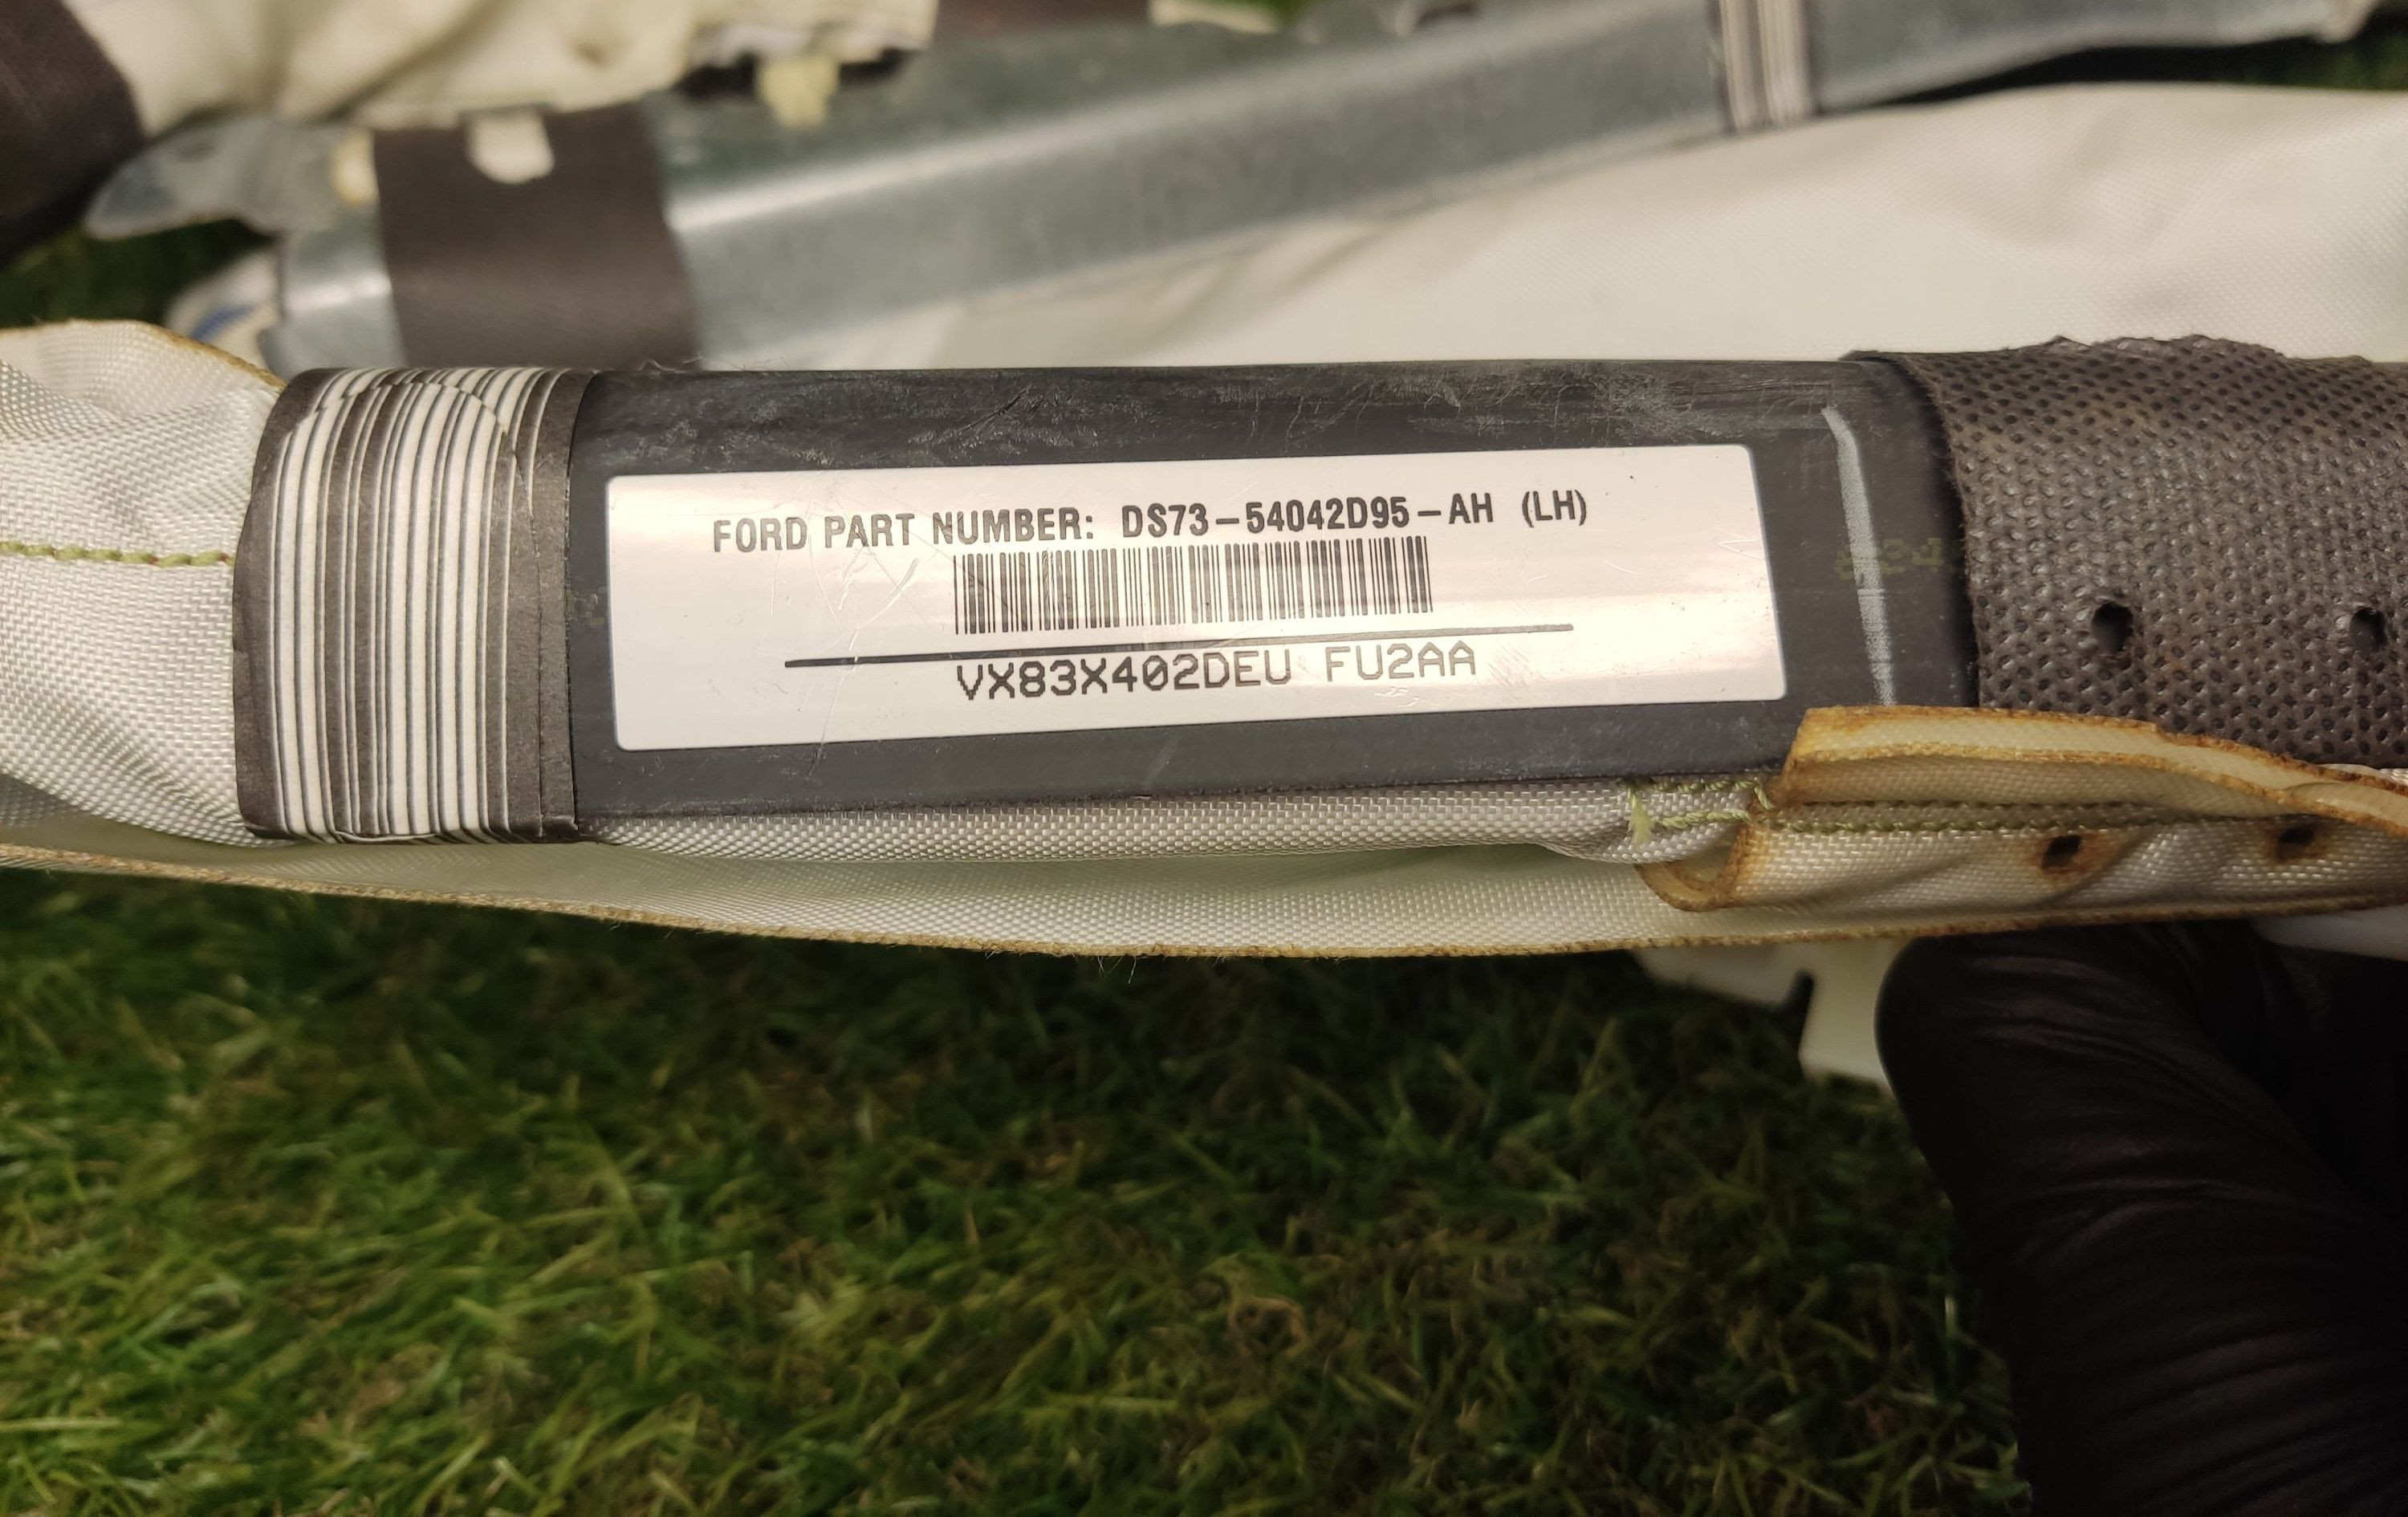 FORD PART NUMBER: DS73-54042D95-AH (LH)
VX83X402DEU FU2AA